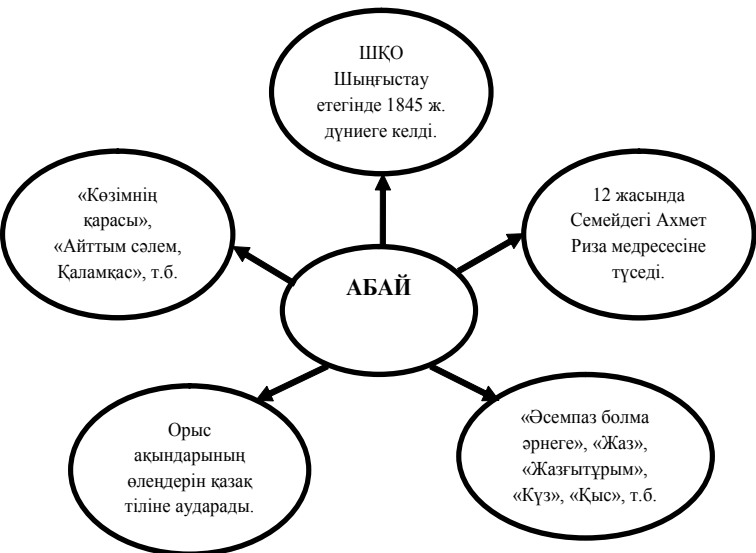 ШҚО
Шыңғыстау
етегінде 1845 ж.
дүниеге келді.
«Көзімнің
қарасы»,
«Айттым сәлем,
Қаламқас», т.б.
12 жасында
Семейдегі Ахмет
Риза медресесіне
түседі.
АБАЙ
Орыс
ақындарының
өлеңдерін қазақ
тіліне аударады.
«Әсемпаз болма
әрнеге», «Жаз»,
«Жазғытұрым»,
«Күз», «Қыс», т.б.